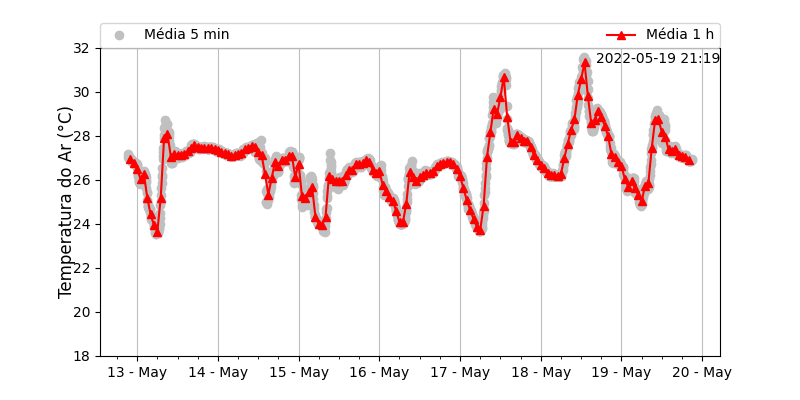 Média 5 min
Média 1 h
2022-05-19 21:19
Temperatura do Ar (°C)
32
30
28
26
24
22
20
18
13 - May
14 - May
15 - May
16 - May
17 - May
18 - May
19 - May
20 - May